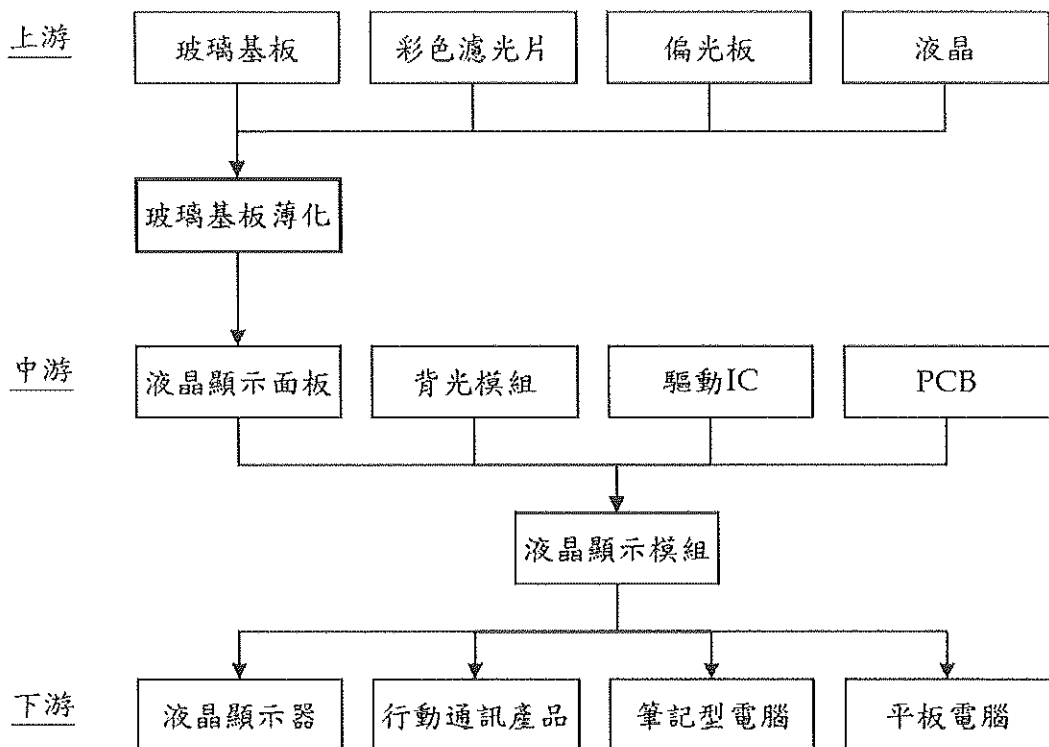 上游
玻璃基板 彩色濾光片 偏光板 液晶
玻璃基板薄化
中游
液晶顯示面板 背光模組 驅動IC PCB
液晶顯示模組
下游
液晶顯示器 行動通訊產品 筆記型電腦 平板電腦